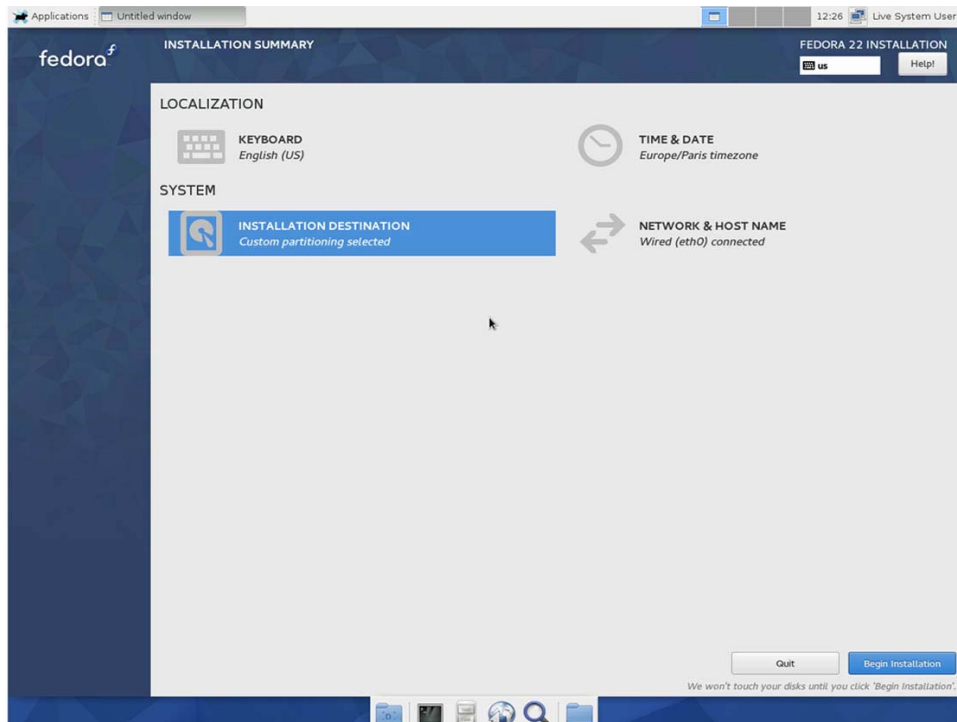 Applications
Untitled window
12:26
Live System User
fedora
INSTALLATION SUMMARY
FEDORA 22 INSTALLATION
us
Help!
LOCALIZATION
KEYBOARD
English (US)
TIME & DATE
Europe/Paris timezone
SYSTEM
INSTALLATION DESTINATION
Custom partitioning selected
NETWORK & HOST NAME
Wired (eth0) connected
Quit
Begin Installation
We won't touch your disks until you click 'Begin Installation'.